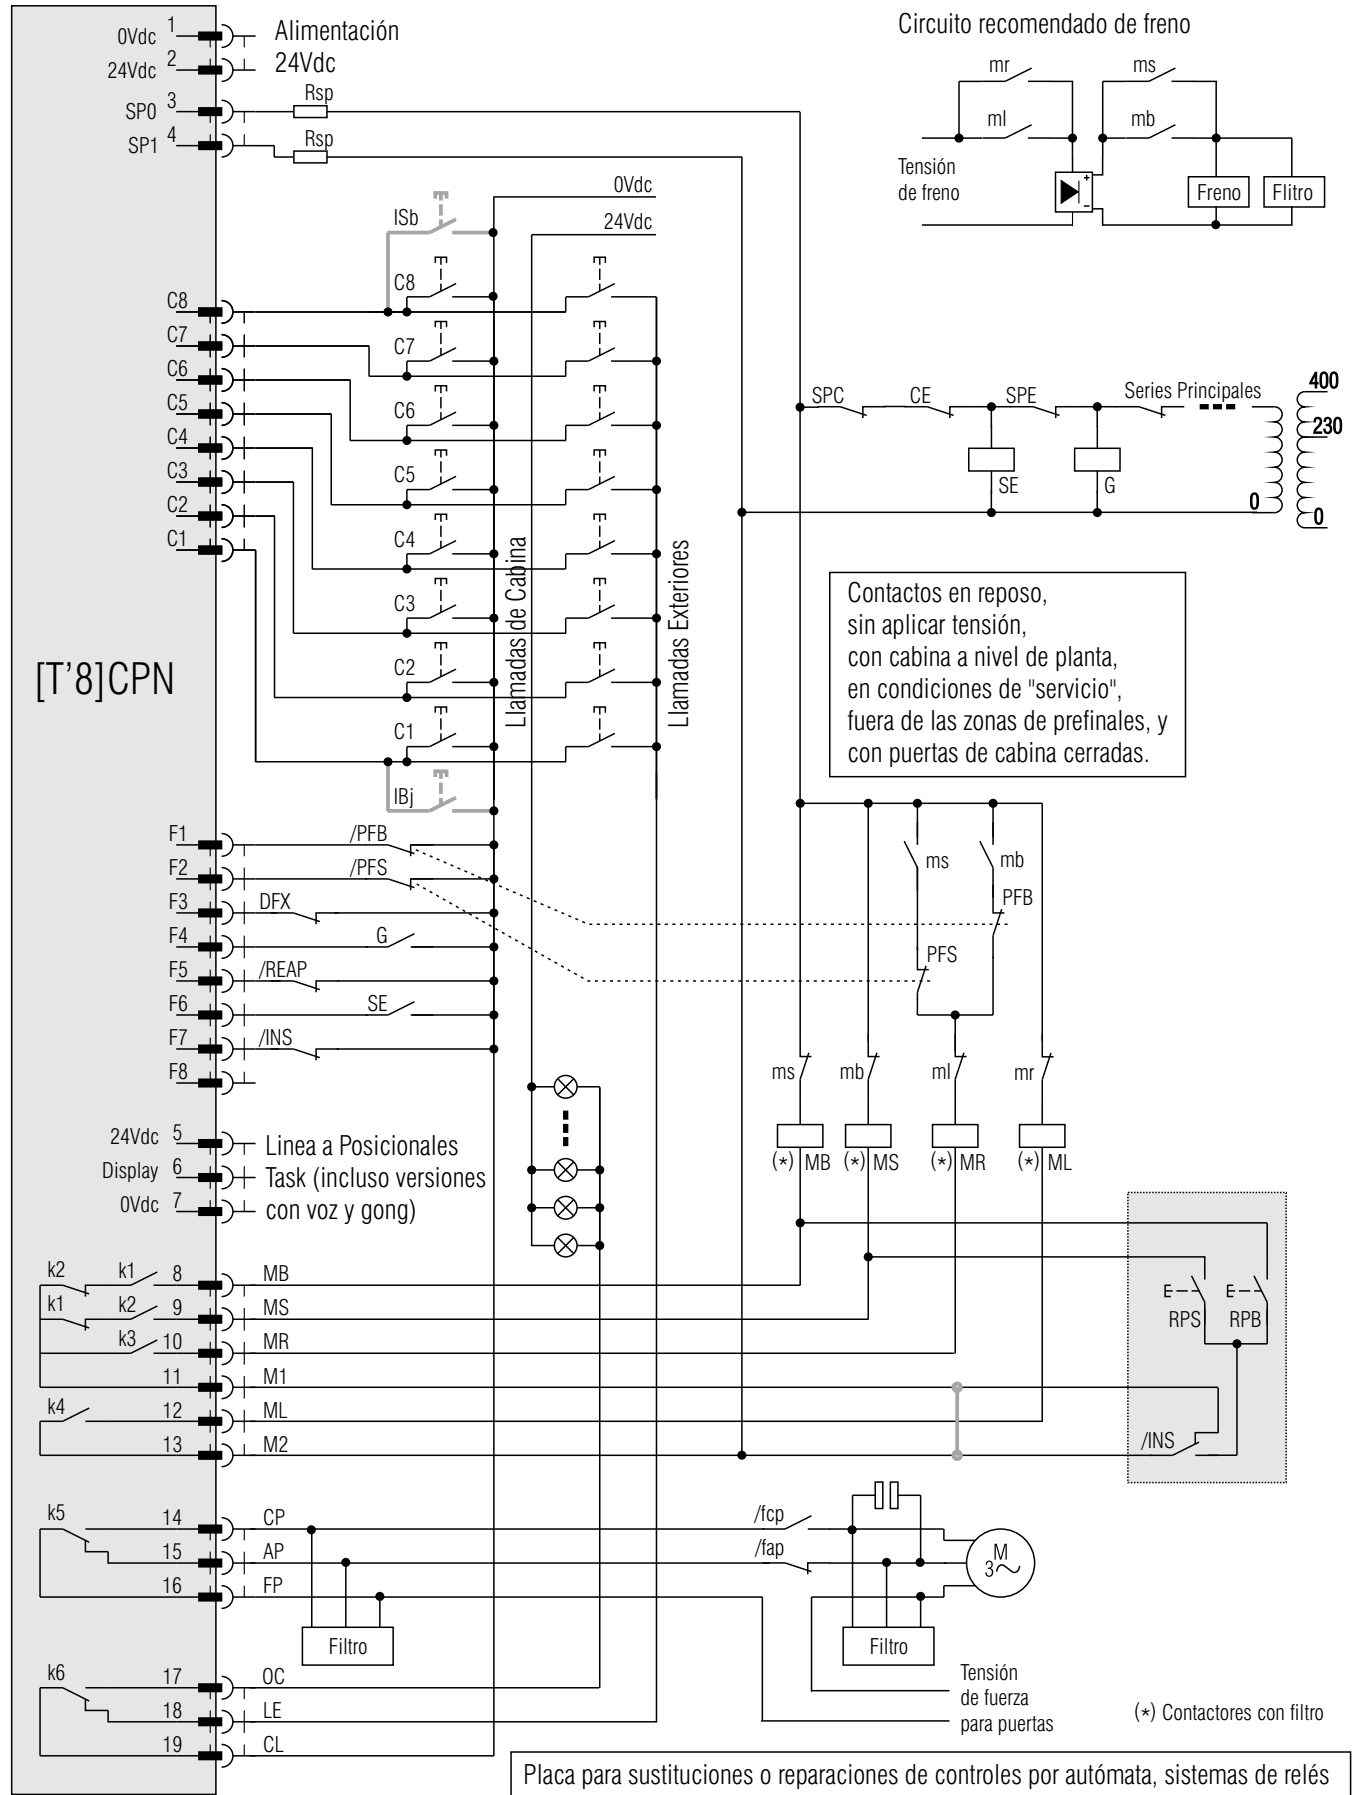 0Vdc 1
Alimentación
24Vdc 2
24Vdc
SP0 3
Rsp
SP1 4
Rsp
Circuito recomendado de freno
mr
ms
ml
mb
Tensión
de freno
+
−
Freno
Flitro
0Vdc
24Vdc
ISb
C8
C8
C7
C7
C6
C6
C5
C5
C4
C4
C3
C3
C2
C2
C1
C1
IBj
Llamadas de Cabina
Llamadas Exteriores
SPC
CE
SPE
Series Principales
400
230
SE
G
0
0
[T'8]CPN
Contactos en reposo,
sin aplicar tensión,
con cabina a nivel de planta,
en condiciones de "servicio",
fuera de las zonas de prefinales, y
con puertas de cabina cerradas.
F1
/PFB
F2
/PFS
F3
DFX
F4
G
F5
/REAP
F6
SE
F7
/INS
F8
ms
mb
PFB
PFS
ms
mb
ml
mr
(*) MB
(*) MS
(*) MR
(*) ML
24Vdc 5
Linea a Posicionales
Display 6
Task (incluso versiones
0Vdc 7
con voz y gong)
k2
k1
8
MB
k1
k2
9
MS
k3
10
MR
11
M1
k4
12
ML
13
M2
RPS
RPB
/INS
k5
14
CP
/fcp
15
AP
/fap
16
FP
M
3~
Filtro
Filtro
k6
17
OC
18
LE
19
CL
Tensión
de fuerza
para puertas
(*) Contactores con filtro
Placa para sustituciones o reparaciones de controles por autómata, sistemas de relés